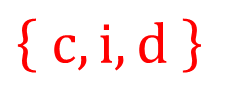 { c, i, d }